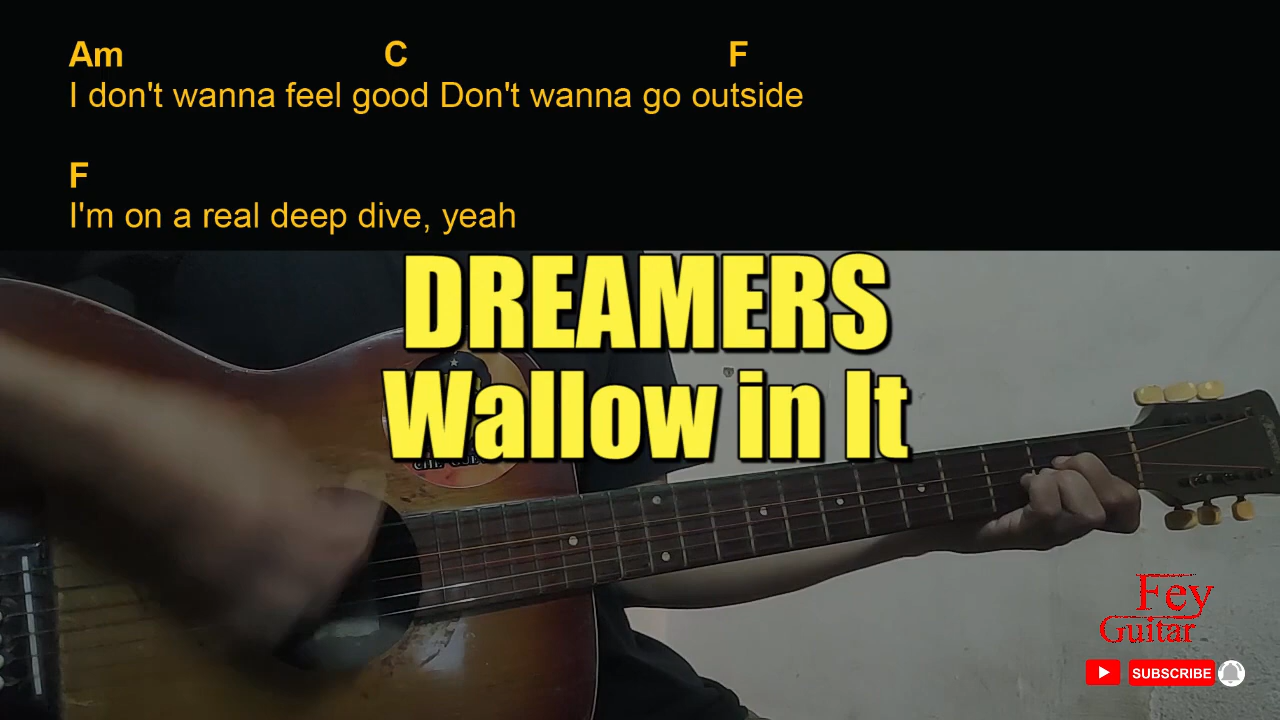 Am C F
I don't wanna feel good Don't wanna go outside
F
I'm on a real deep dive, yeah
DREAMERS
Wallow in It
Fey
Guitar
SUBSCRIBE